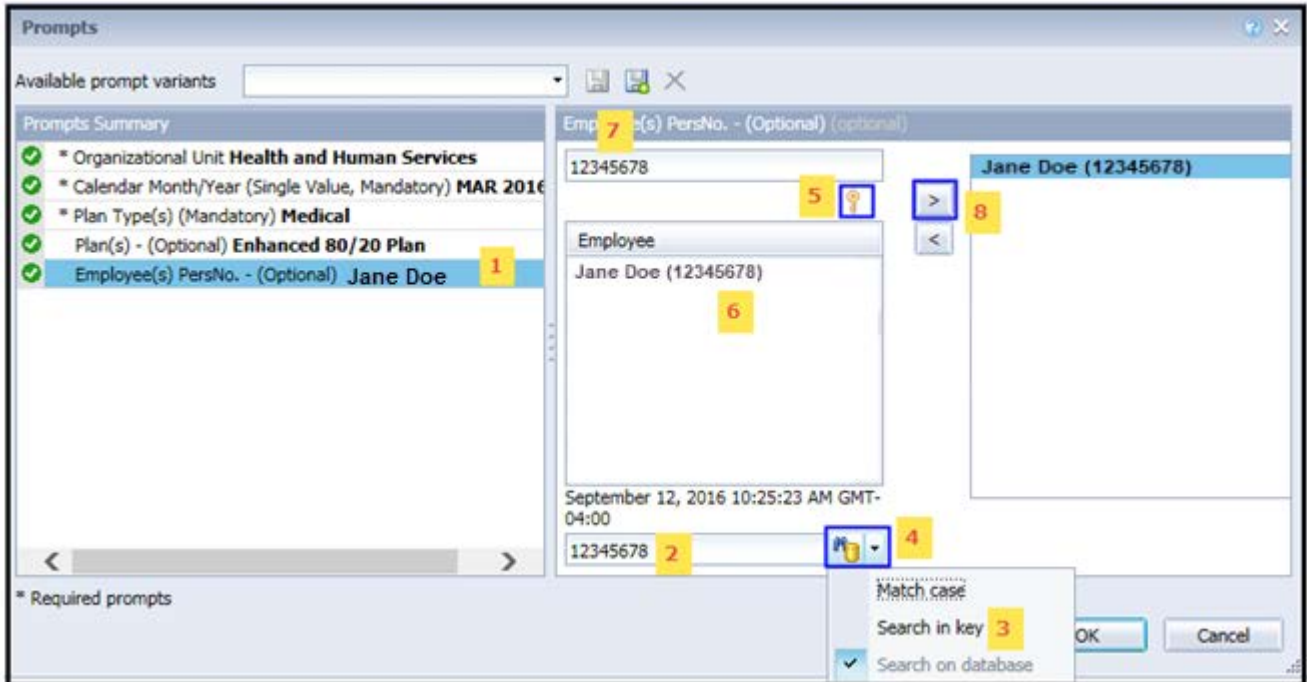 Prompts
Available prompt variants
Prompts Summary
* Organizational Unit Health and Human Services
* Calendar Month/Year (Single Value, Mandatory) MAR 2016
* Plan Type(s) (Mandatory) Medical
Plan(s) - (Optional) Enhanced 80/20 Plan
Employee(s) PersNo. - (Optional) Jane Doe
1
* Required prompts
(s) PersNo. - (Optional) (optional)
7
12345678
5
Employee
Jane Doe (12345678)
6
September 12, 2016 10:25:23 AM GMT-
04:00
12345678
2
4
Match case
Search in key 3
Search on database
>
8
<
Jane Doe (12345678)
OK
Cancel